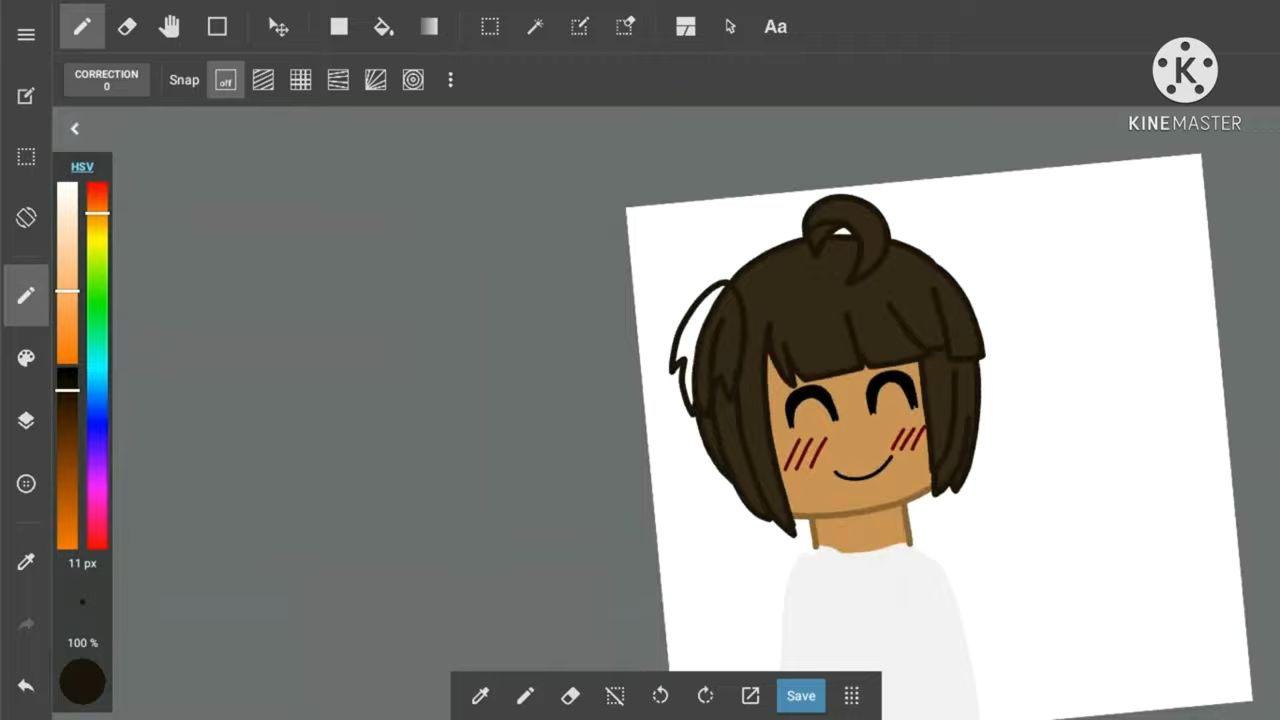 Aa
CORRECTION
0
Snap
off
K
KINEMASTER
HSV
11 px
100 %
Save